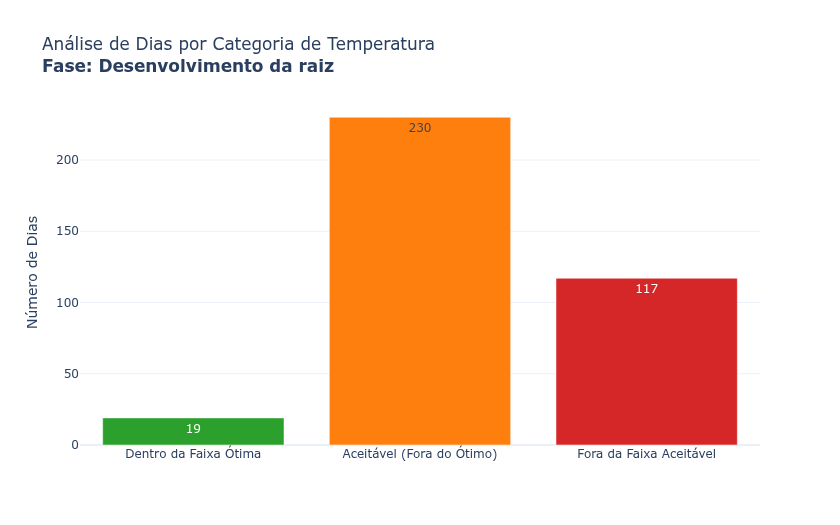 Análise de Dias por Categoria de Temperatura
Fase: Desenvolvimento da raiz
Número de Dias
200
150
100
50
0
230
117
19
Dentro da Faixa Ótima
Aceitável (Fora do Ótimo)
Fora da Faixa Aceitável